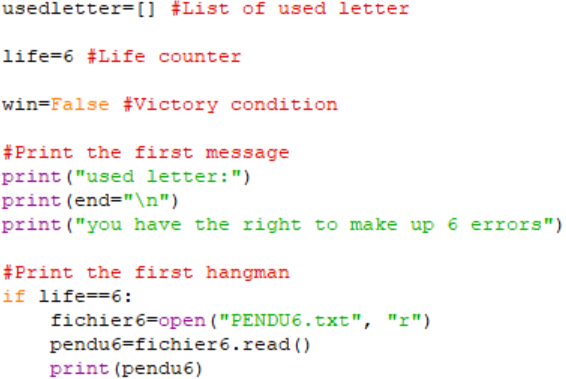 usedletter=[] #List of used letter
life=6 #Life counter
win=False #Victory condition
#Print the first message
print("used letter:")
print(end="\n")
print("you have the right to make up 6 errors")
#Print the first hangman
if life==6:
    fichier6=open("PENDU6.txt", "r")
    pendu6=fichier6.read()
    print(pendu6)